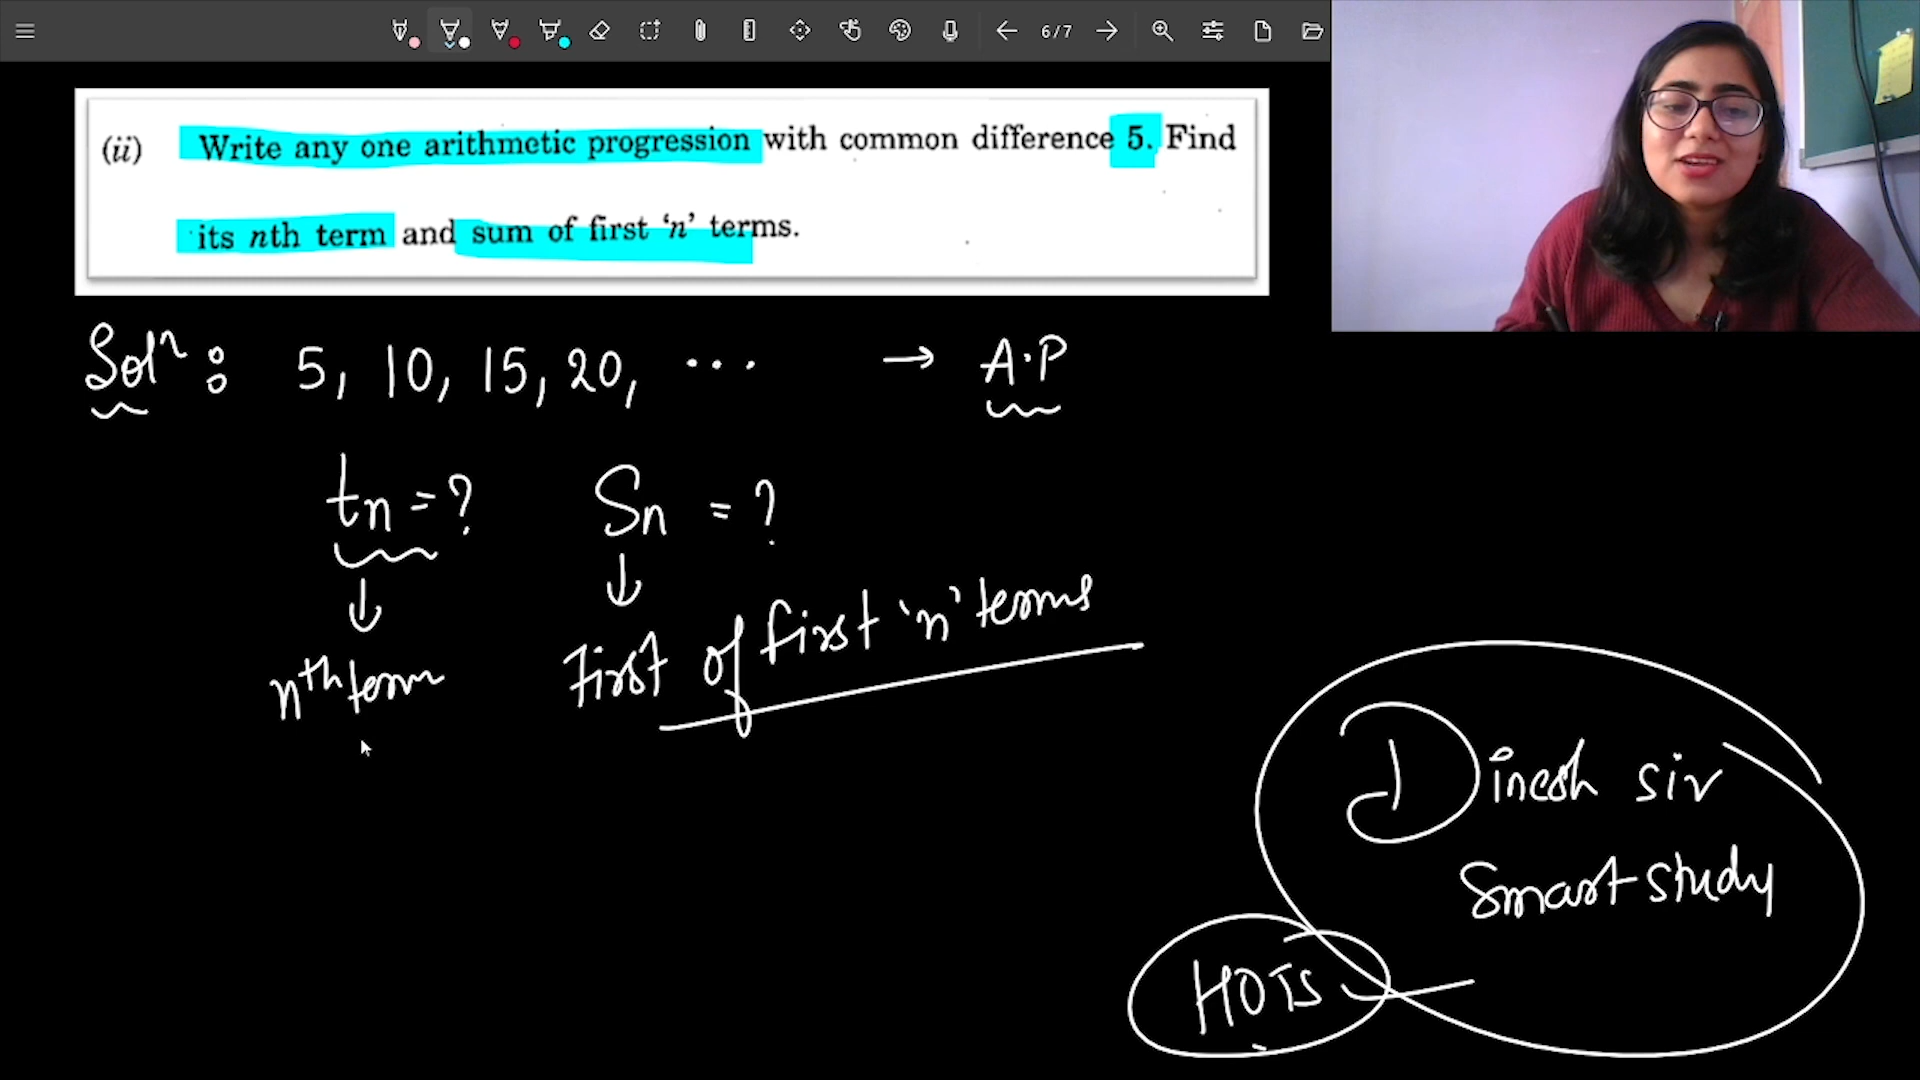 6/7
(ii) Write any one arithmetic progression with common difference 5. Find
its nth term and sum of first ‘n’ terms.
Solⁿ : 5, 10, 15, 20, ... → A.P
tn = ? Sn = ?
↓ ↓
nth term First of first 'n' terms
Dinesh sir
Smart study
HOTS